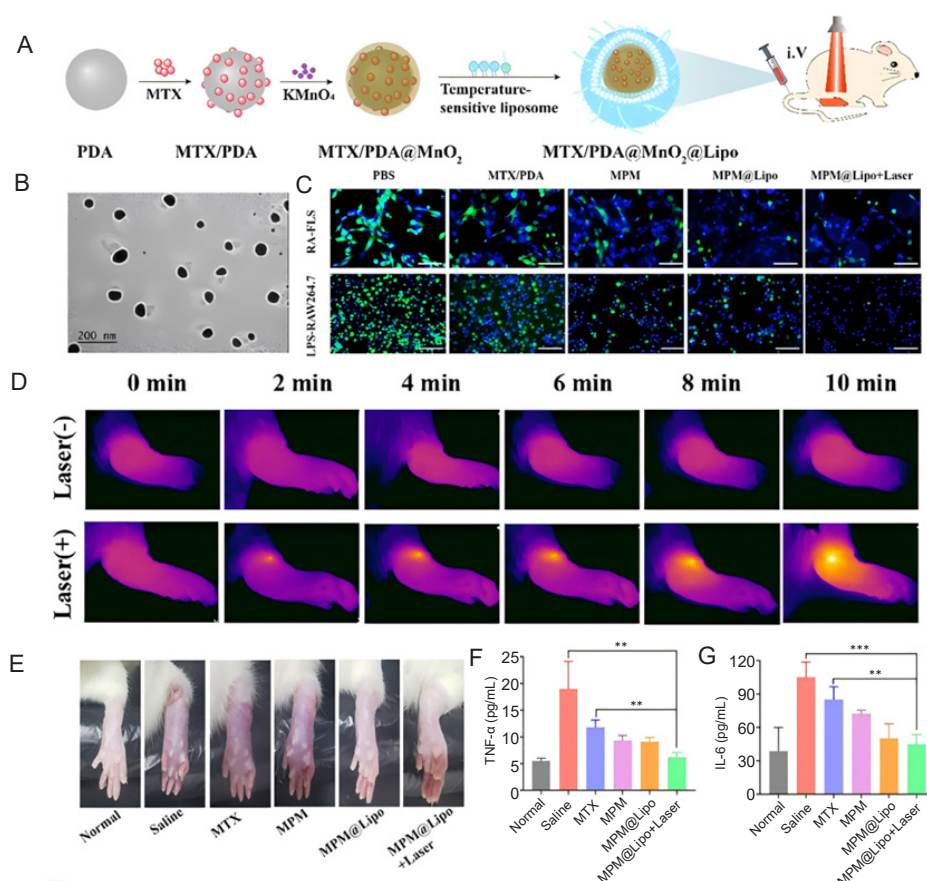 A
MTX
KMnO₄
Temperature-
sensitive liposome
i.V
PDA
MTX/PDA
MTX/PDA@MnO₂
MTX/PDA@MnO₂@Lipo
B
200 nm
C
PBS
MTX/PDA
MPM
MPM@Lipo
MPM@Lipo+Laser
RA-FLS
LPS-RAW264.7
D
0 min
2 min
4 min
6 min
8 min
10 min
Laser(-)
Laser(+)
E
Normal
Saline
MTX
MPM
MPM@Lipo
MPM@Lipo
+Laser
F
TNF-α (pg/mL)
25
20
15
10
5
0
**
**
Normal
Saline
MTX
MPM
MPM@Lipo
MPM@Lipo+Laser
G
IL-6 (pg/mL)
120
90
60
30
0
***
**
Normal
Saline
MTX
MPM
MPM@Lipo
MPM@Lipo+Laser